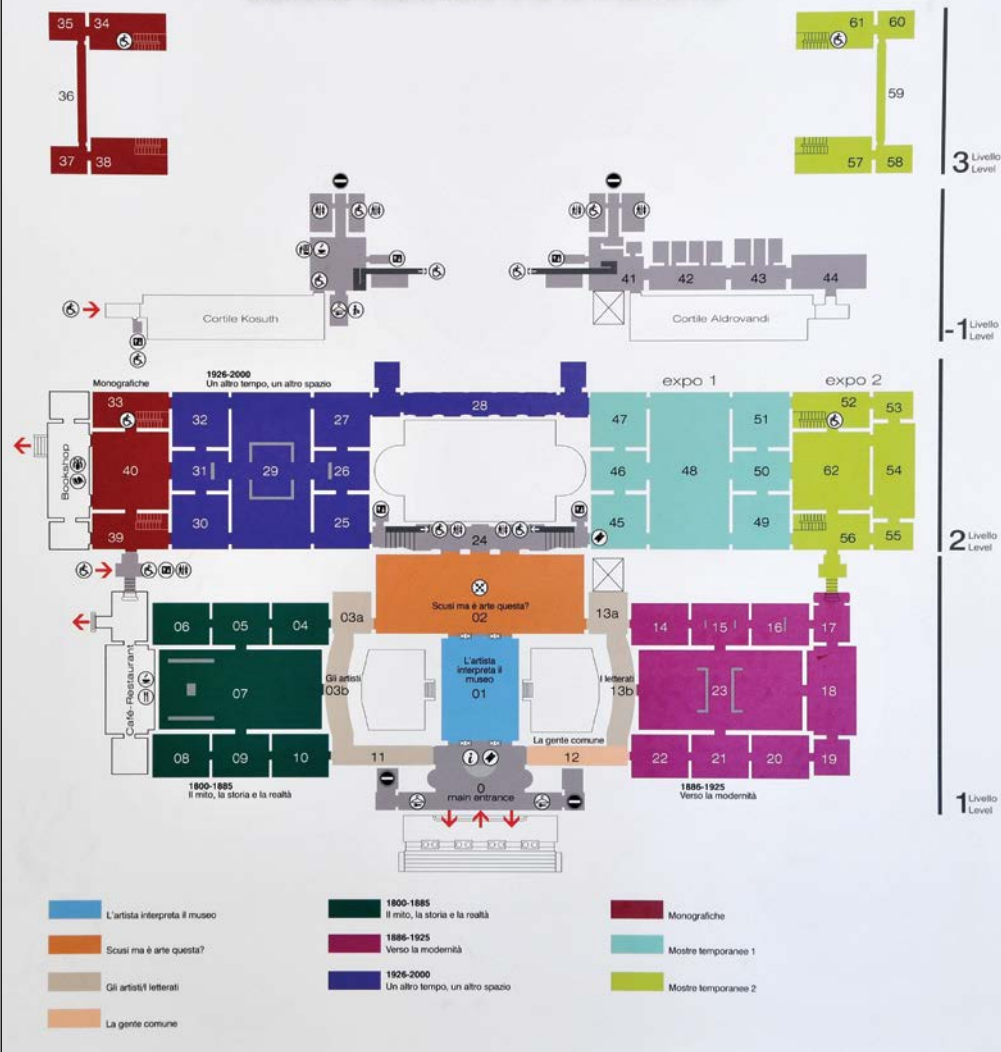 35 34
61 60
36
59
37 38
57 58
3 Livello
Level
41 42 43 44
Cortile Kosuth
Cortile Aldrovandi
-1 Livello
Level
Monografiche
1926-2000
Un altro tempo, un altro spazio
expo 1
expo 2
33 32 27 28 47 51 52 53
Bookshop
40 31 29 26 46 48 50 62 54
39 30 25 24 45 49 56 55
2 Livello
Level
Scusi ma è arte questa?
02
06 05 04 03a 13a 14 15 16 17
Café-Restaurant
07
Gli artisti
03b
L'artista
interpreta il
museo
01
I letterati
13b
23 18
La gente comune
08 09 10 11 12 22 21 20 19
1800-1885
Il mito, la storia e la realtà
i
0
main entrance
1886-1925
Verso la modernità
1 Livello
Level
L'artista interpreta il museo
Scusi ma è arte questa?
Gli artisti/I letterati
La gente comune
1800-1885
Il mito, la storia e la realtà
1886-1925
Verso la modernità
1926-2000
Un altro tempo, un altro spazio
Monografiche
Mostre temporanee 1
Mostre temporanee 2